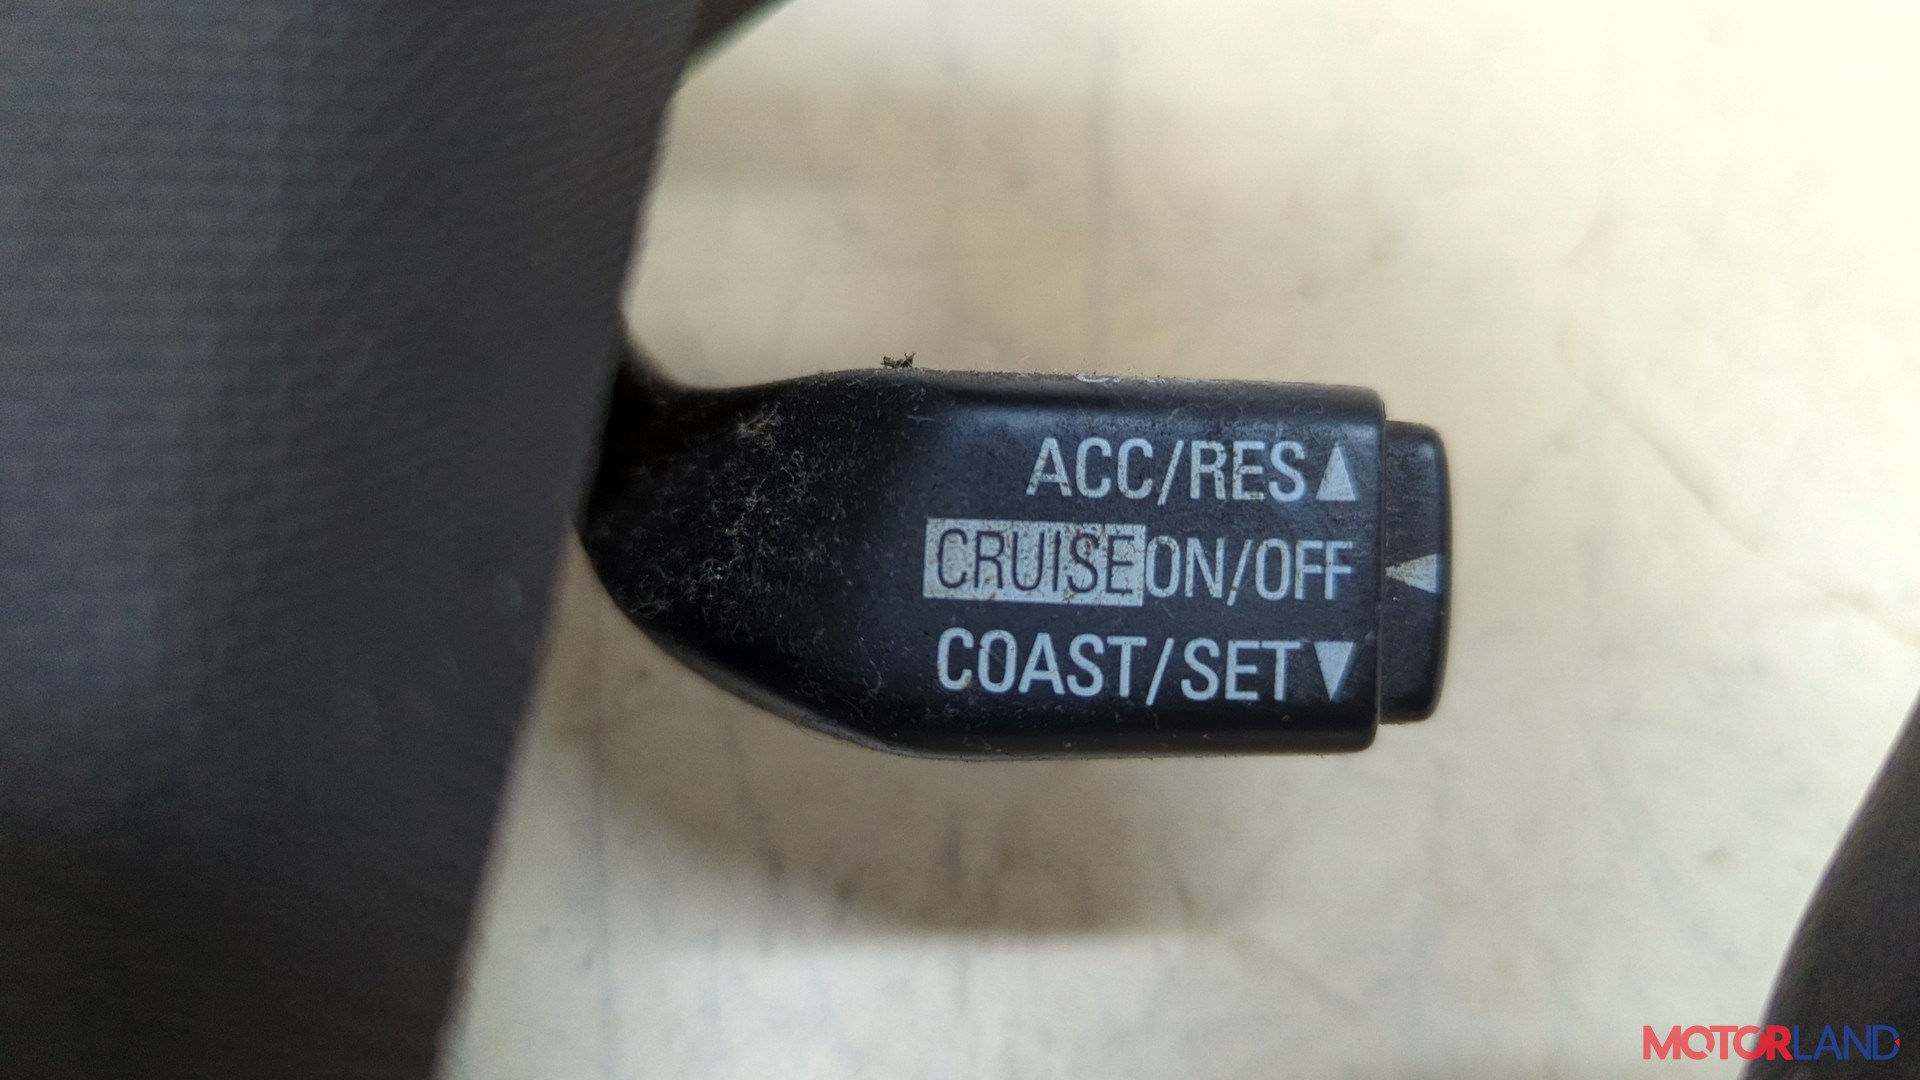 ACC/RES▲
CRUISE ON/OFF ◀
COAST/SET▼
MOTORLAND